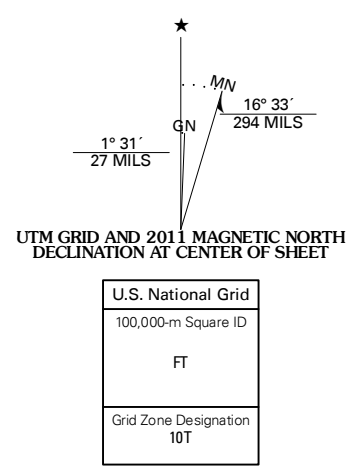 ★
MN
GN
16° 33´
294 MILS
1° 31´
27 MILS
UTM GRID AND 2011 MAGNETIC NORTH
DECLINATION AT CENTER OF SHEET
U.S. National Grid
100,000-m Square ID
FT
Grid Zone Designation
10T